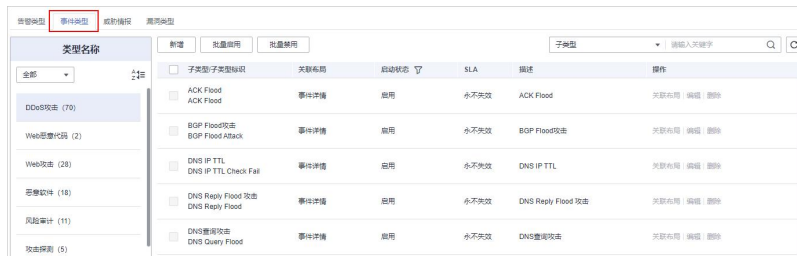 告警类型 事件类型 威胁情报 漏洞类型
类型名称
全部
DDoS攻击 (70)
Web恶意代码 (2)
Web攻击 (28)
恶意软件 (18)
风险审计 (11)
攻击探测 (5)
新增 批量启用 批量禁用 子类型 请输入关键字
子类型/子类型标识 关联布局 启动状态 SLA 描述 操作
ACK Flood
ACK Flood 事件详情 启用 永不失效 ACK Flood 关联布局 编辑 删除
BGP Flood攻击
BGP Flood Attack 事件详情 启用 永不失效 BGP Flood攻击 关联布局 编辑 删除
DNS IP TTL
DNS IP TTL Check Fail 事件详情 启用 永不失效 DNS IP TTL 关联布局 编辑 删除
DNS Reply Flood 攻击
DNS Reply Flood 事件详情 启用 永不失效 DNS Reply Flood 攻击 关联布局 编辑 删除
DNS查询攻击
DNS Query Flood 事件详情 启用 永不失效 DNS查询攻击 关联布局 编辑 删除